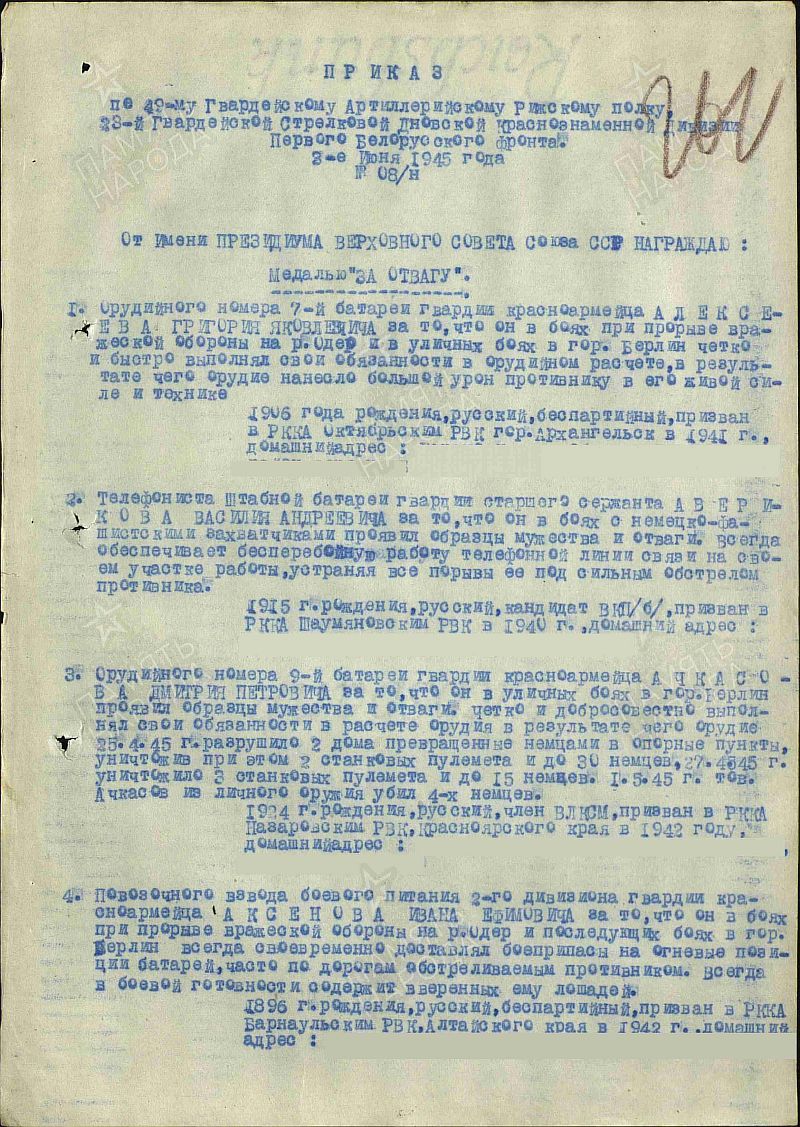 ПРИКАЗ
по 49-му Гвардейскому Артиллерийскому Рижскому полку,
23-й Гвардейской Стрелковой Дновской Краснознаменной Дивизии
Первого Белорусского фронта.
3-е Июня 1945 года
№ 08/н
От имени ПРЕЗИДИУМА ВЕРХОВНОГО СОВЕТА Союза ССР НАГРАЖДАЮ :
Медалью"ЗА ОТВАГУ".
1. Орудийного номера 7-й батареи гвардии красноармейца А Л Е К С Е-
Е В А ГРИГОРИЯ ЯКОВЛЕВИЧА за то,что он в боях при прорыве вра-
жеской обороны на р.Одер и в уличных боях в гор. Берлин четко
и быстро выполнял свои обязанности в орудийном расчете,в резуль-
тате чего орудие нанесло большой урон противнику в его живой си-
ле и технике
1906 года рождения,русский,беспартийный,призван
в РККА Октябрьским РВК гор.Архангельск в 1941 г.,
домашнийадрес :
2. Телефониста Штабной батареи гвардии старшего сержанта А В Е Р И-
К О В А ВАСИЛИЯ АНДРЕЕВИЧА за то,что он в боях с немецко-фа-
шистскими захватчиками проявил образцы мужества и отваги. Всегда
обеспечивает бесперебойную работу телефонной линии связи на сво-
ем участке работы,устраняя все порывы ее под сильным обстрелом
противника.
1915 г.рождения,русский,кандидат ВКП/б/,призван в
РККА Шаумяновским РВК в 1940 г.,домашний адрес :
3. Орудийного номера 9-й батареи гвардии красноармейца А Ч К А С О -
В А ДМИТРИЯ ПЕТРОВИЧА за то,что он в уличных боях в гор.Берлин
проявил образцы мужества и отваги. Четко и добросовестно выпол-
нял свои обязанности в расчете орудия в результате чего орудие
25.4.45 г.разрушило 2 дома превращенные немцами в опорные пункты,
уничтожив при этом 2 станковых пулемета и до 30 немцев,27.4.45 г.
уничтожило 3 станковых пулемета и до 15 немцев. 1.5.45 г. тов.
Ачкасов из личного оружия убил 4-х немцев.
1924 г.рождения,русский,член ВЛКСМ,призван в РККА
Назаровским РВК,Красноярского края в 1942 году,
домашнийадрес :
4. Повозочного взвода боевого питания 2-го дивизиона гвардии кра-
сноармейца А К С Е Н О В А ИВАНА ЕФИМОВИЧА за то,что он в боях
при прорыве вражеской обороны на р.Одер и последующих боях в гор.
Берлин всегда своевременно доставлял боеприпасы на огневые пози-
ции батарей,часто по дорогам обстреливаемым противником. Всегда
в боевой готовности содержит вверенных ему лошадей.
1896 г.рождения,русский,беспартийный,призван в РККА
Барнаульским РВК,Алтайского края в 1942 г.,домашний
адрес :
ПАМЯТЬ НАРОДА